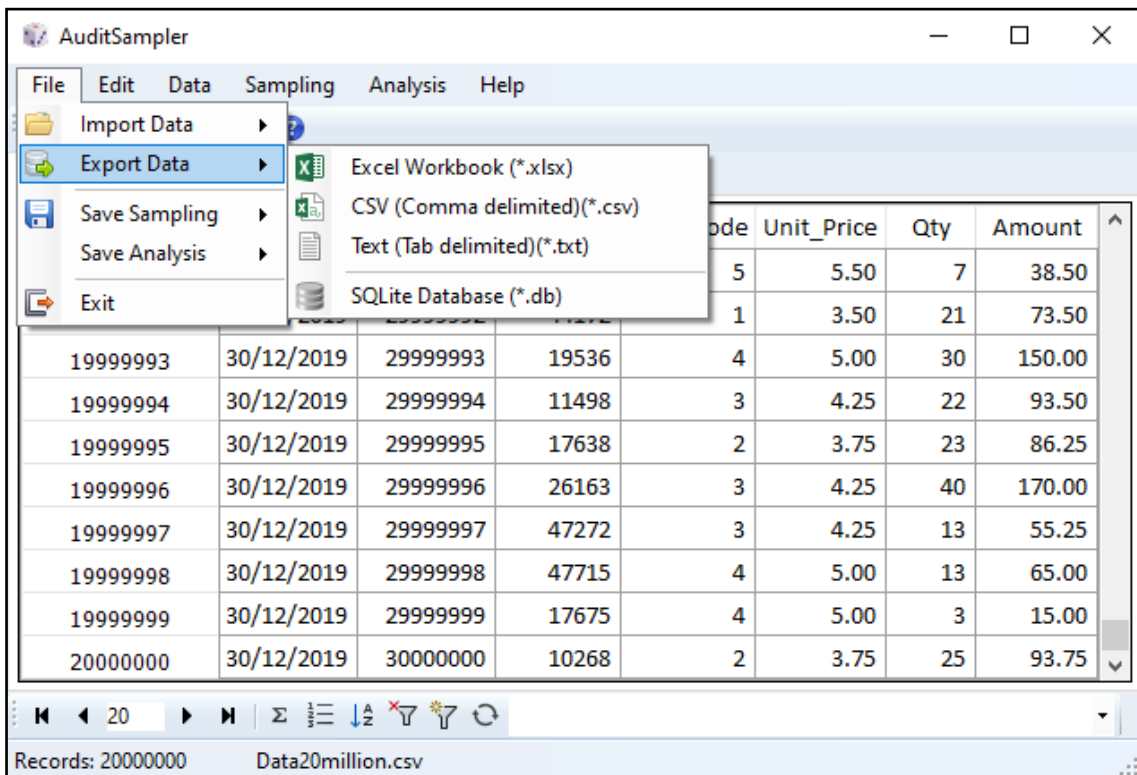 AuditSampler
File Edit Data Sampling Analysis Help
Import Data
Export Data
Save Sampling
Save Analysis
Exit
Excel Workbook (*.xlsx)
CSV (Comma delimited)(*.csv)
Text (Tab delimited)(*.txt)
SQLite Database (*.db)
Unit_Price Qty Amount
5 5.50 7 38.50
1 3.50 21 73.50
19999993 30/12/2019 29999993 19536 4 5.00 30 150.00
19999994 30/12/2019 29999994 11498 3 4.25 22 93.50
19999995 30/12/2019 29999995 17638 2 3.75 23 86.25
19999996 30/12/2019 29999996 26163 3 4.25 40 170.00
19999997 30/12/2019 29999997 47272 3 4.25 13 55.25
19999998 30/12/2019 29999998 47715 4 5.00 13 65.00
19999999 30/12/2019 29999999 17675 4 5.00 3 15.00
20000000 30/12/2019 30000000 10268 2 3.75 25 93.75
20
Records: 20000000 Data20million.csv